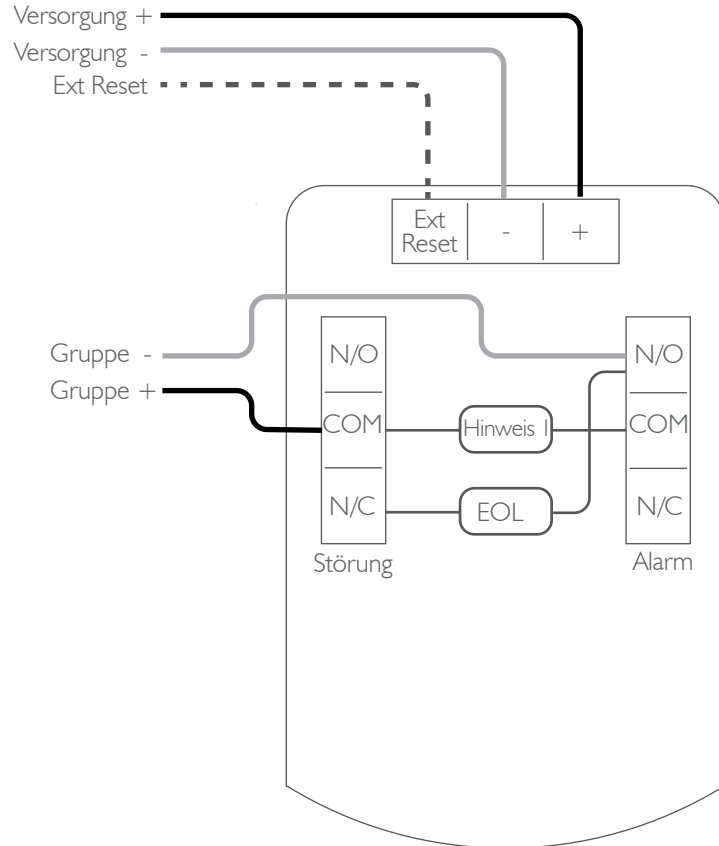 Versorgung +
Versorgung -
Ext Reset
Ext
Reset
-
+
Gruppe -
Gruppe +
N/O
COM
N/C
Störung
Hinweis 1
EOL
N/O
COM
N/C
Alarm